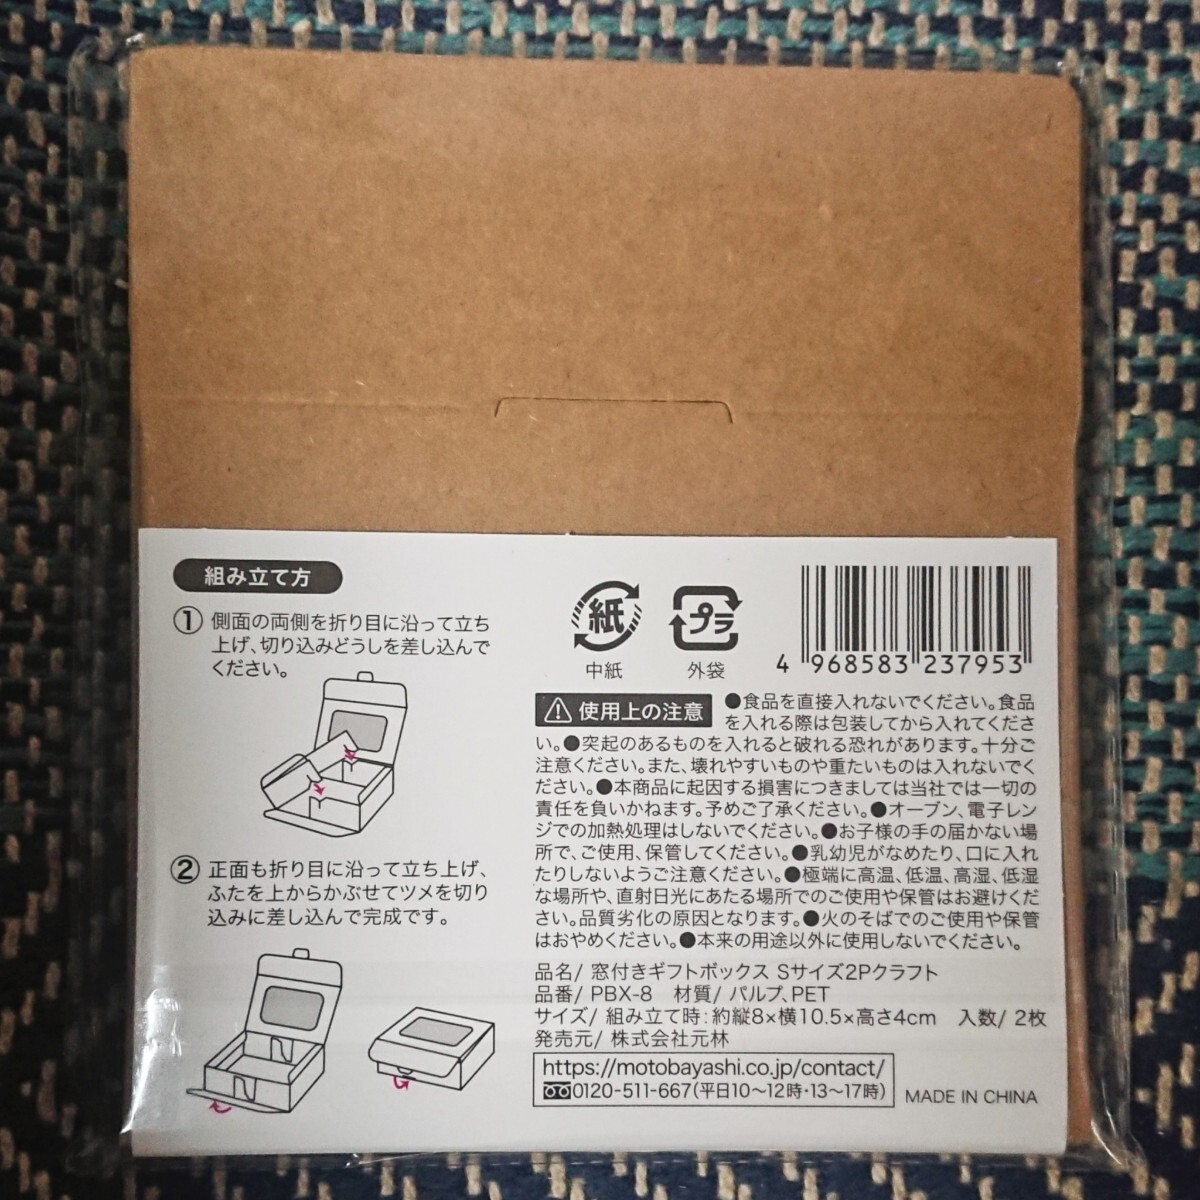 組み立て方
① 側面の両側を折り目に沿って立ち
上げ、切り込みどうしを差し込んで
ください。
② 正面も折り目に沿って立ち上げ、
ふたを上からかぶせてツメを切り
込みに差し込んで完成です。
紙
中紙
プラ
外袋
4 968583 237953
⚠ 使用上の注意
●食品を直接入れないでください。食品
を入れる際は包装してから入れてくださ
い。●突起のあるものを入れると破れる恐れがあります。十分ご
注意ください。また、壊れやすいものや重たいものは入れないでく
ださい。●本商品に起因する損害につきましては当社では一切の
責任を負いかねます。予めご了承ください。●オーブン、電子レン
ジでの加熱処理はしないでください。●お子様の手の届かない場
所で、ご使用、保管してください。●乳幼児がなめたり、口に入れ
たりしないようご注意ください。●極端に高温、低温、高湿、低湿
な場所や、直射日光にあたる場所でのご使用や保管はお避けくださ
い。品質劣化の原因となります。●火のそばでのご使用や保管
はおやめください。●本来の用途以外に使用しないでください。
品名/ 窓付きギフトボックス Sサイズ2Pクラフト
品番/ PBX-8 材質/ パルプ、PET
サイズ/ 組み立て時:約縦8×横10.5×高さ4cm 入数/ 2枚
発売元/ 株式会社元林
https://motobayashi.co.jp/contact/
0120-511-667(平日10〜12時・13〜17時)
MADE IN CHINA